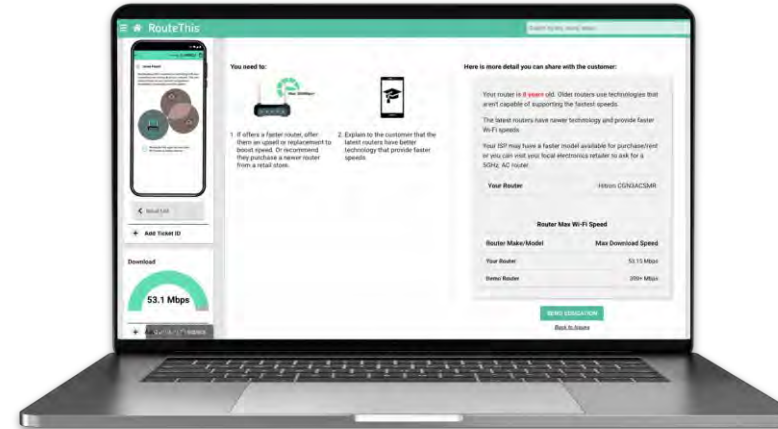 RouteThis
Add Ticket ID
Download
53.1 Mbps
You need to:
1. If offers a faster router, offer
them an upsell or replacement to
boost speed. Or recommend
they purchase a newer router
from a retail store.
2. Explain to the customer that the
latest routers have better
technology that provide faster
speeds
Here is more detail you can share with the customer:
Your router is 8 years old. Older routers use technologies that
aren't capable of supporting the fastest speeds.
The latest routers have newer technology and provide faster
Wi-Fi speeds.
Your ISP may have a faster model available for purchase/rent
or you can visit your local electronics retailer to ask for a
5GHz, AC router.
Your Router Hitron CGN3ACSMR
Router Max Wi-Fi Speed
Router Make/Model Max Download Speed
Your Router 53.15 Mbps
Demo Router 300+ Mbps
SEND EDUCATION
Back to Issues